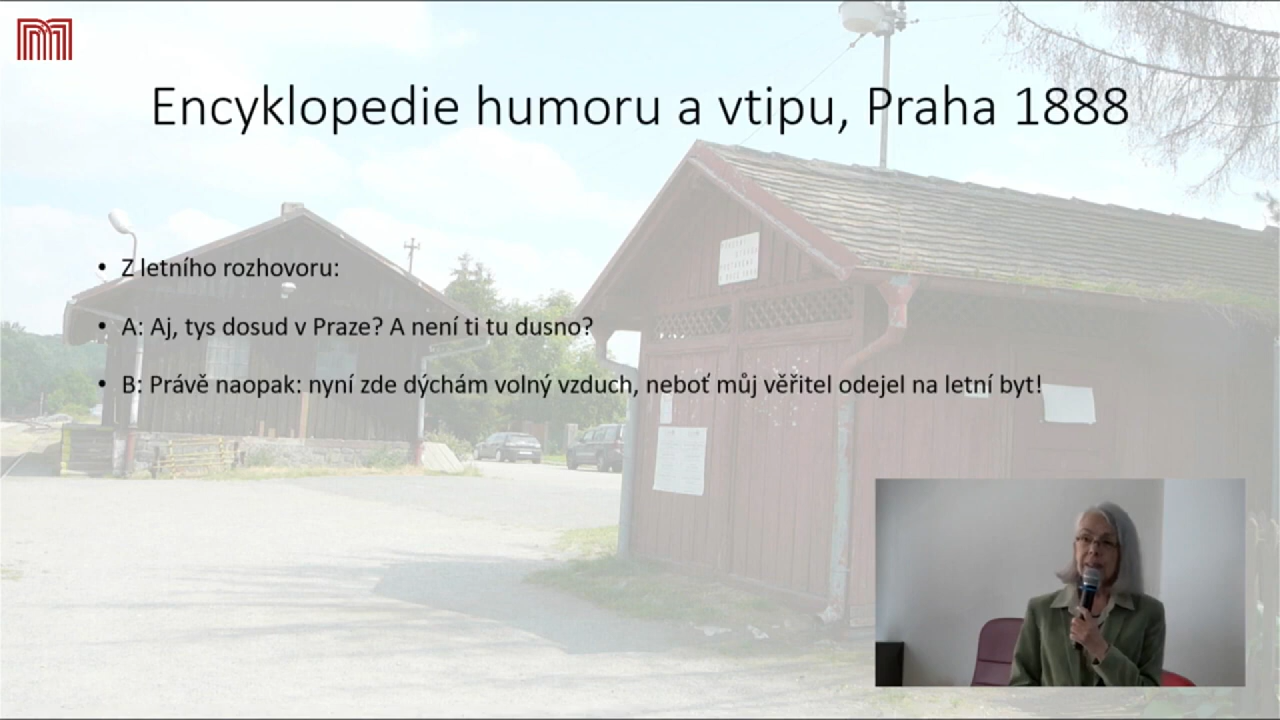 Encyklopedie humoru a vtipu, Praha 1888
• Z letního rozhovoru:
• A: Aj, tys dosud v Praze? A není ti tu dusno?
• B: Právě naopak: nyní zde dýchám volný vzduch, neboť můj věřitel odejel na letní byt!